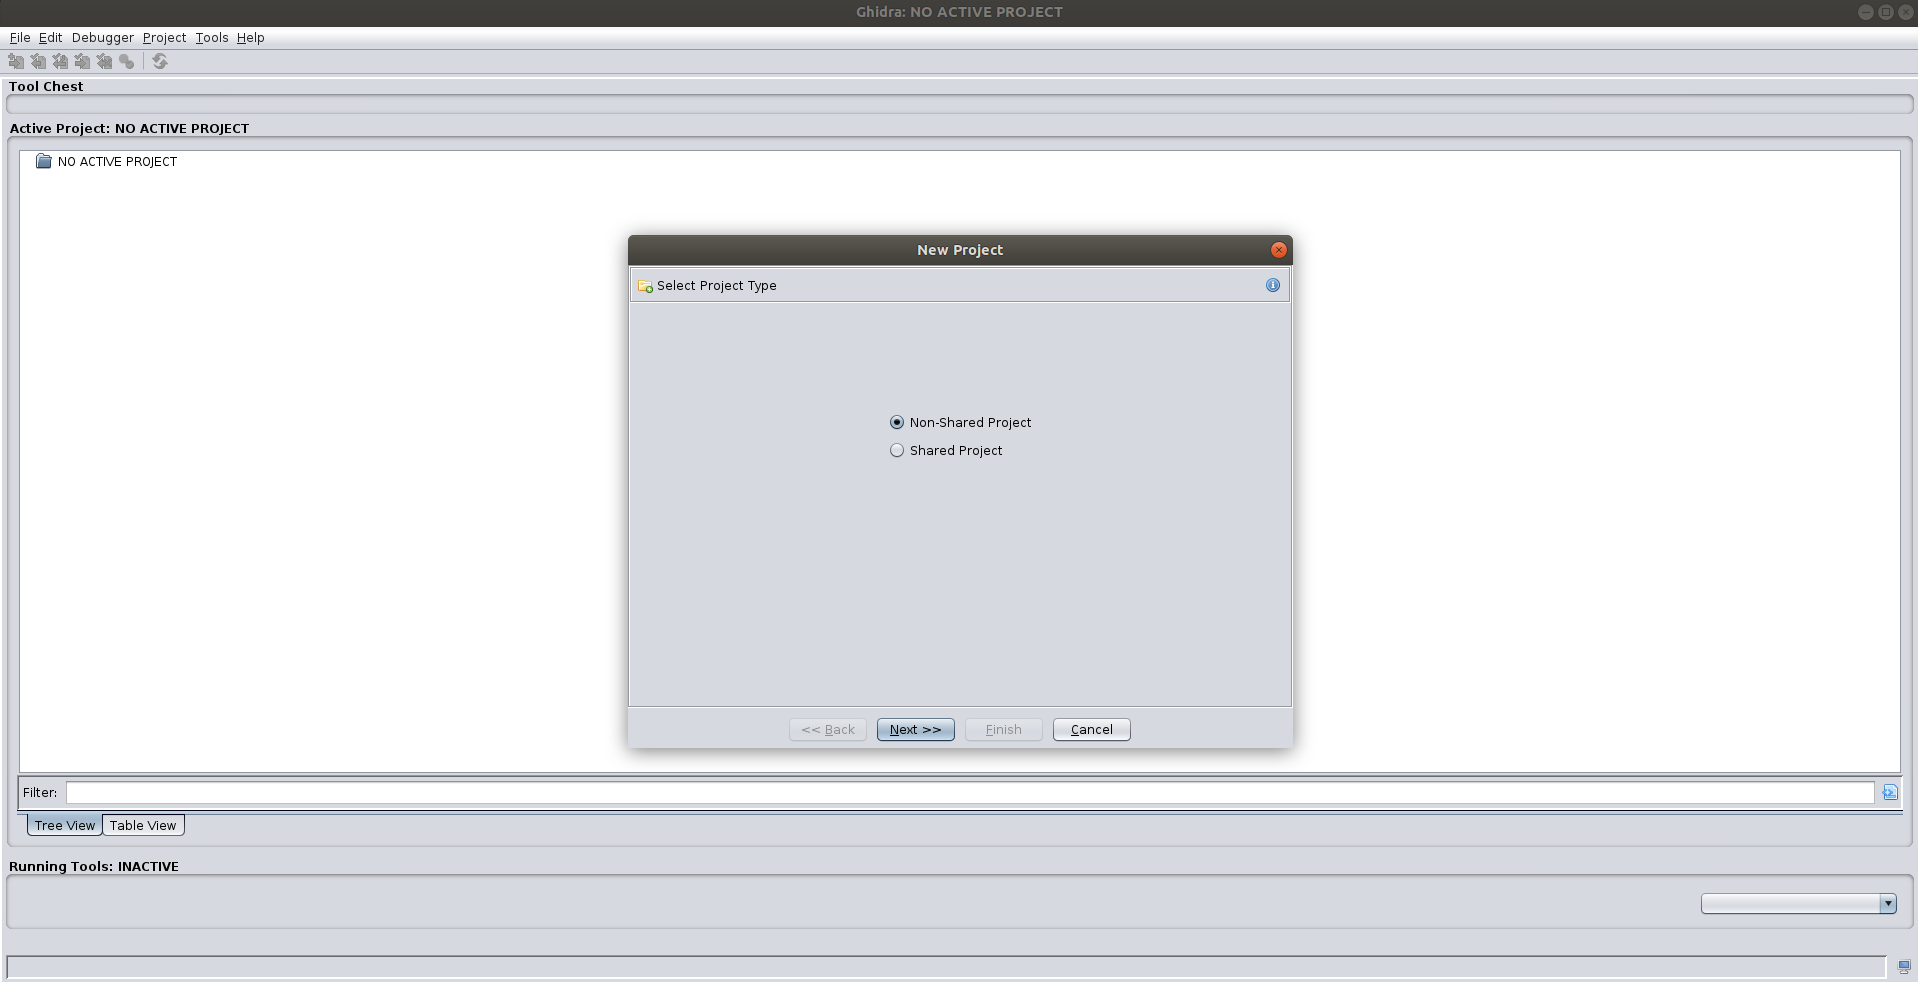 Ghidra: NO ACTIVE PROJECT
File Edit Debugger Project Tools Help
Tool Chest
Active Project: NO ACTIVE PROJECT
NO ACTIVE PROJECT
New Project
Select Project Type
Non-Shared Project
Shared Project
<< Back Next >> Finish Cancel
Filter:
Tree View Table View
Running Tools: INACTIVE